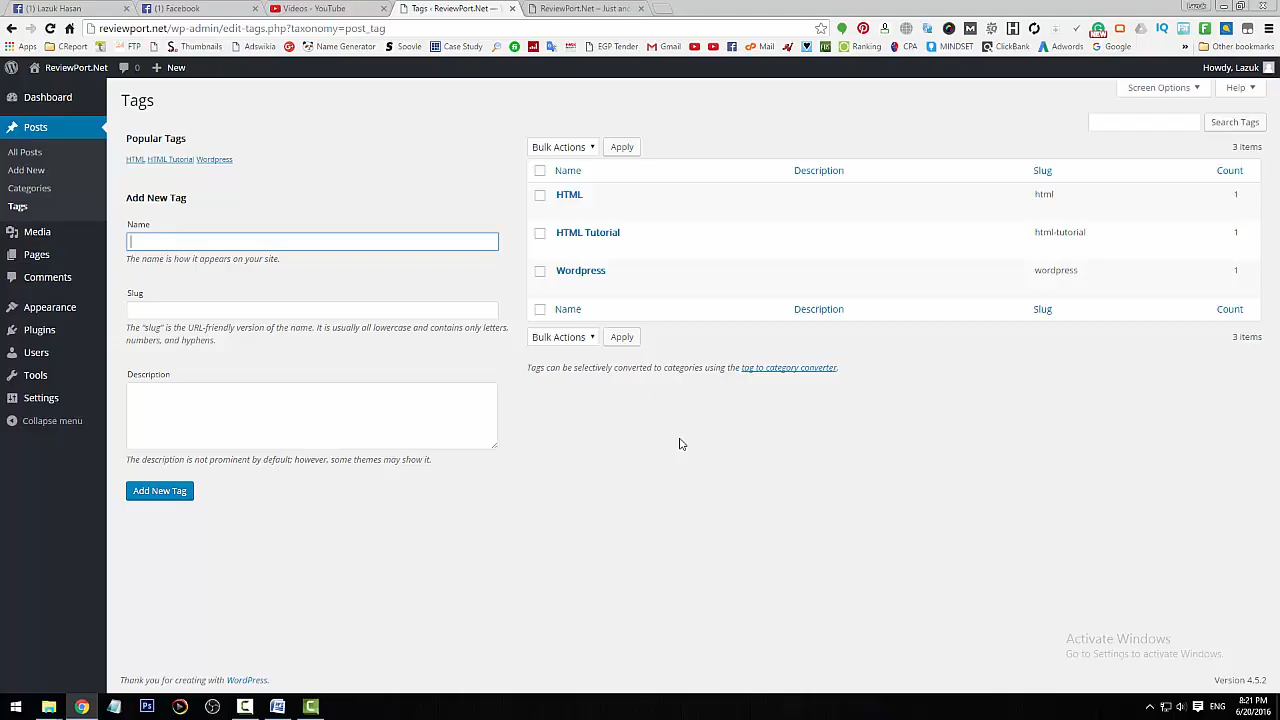 Lazuk Hasan
Facebook
Videos - YouTube
Tags ‹ ReviewPort.Net —
ReviewPort.Net – Just an
reviewport.net/wp-admin/edit-tags.php?taxonomy=post_tag
Apps CReport FTP Thumbnails Adswikia Name Generator Soovle Case Study EGP Tender Gmail Mail Ranking CPA MINDSET ClickBank Adwords Google » Other bookmarks
ReviewPort.Net 0 New Howdy, Lazuk
Screen Options Help
Dashboard
Posts
All Posts
Add New
Categories
Tags
Media
Pages
Comments
Appearance
Plugins
Users
Tools
Settings
Collapse menu
Tags
Popular Tags
HTML HTML Tutorial Wordpress
Add New Tag
Name
The name is how it appears on your site.
Slug
The “slug” is the URL-friendly version of the name. It is usually all lowercase and contains only letters,
numbers, and hyphens.
Description
The description is not prominent by default; however, some themes may show it.
Add New Tag
Search Tags
Bulk Actions Apply 3 items
Name Description Slug Count
HTML html 1
HTML Tutorial html-tutorial 1
Wordpress wordpress 1
Name Description Slug Count
Bulk Actions Apply 3 items
Tags can be selectively converted to categories using the tag to category converter.
Activate Windows
Go to Settings to activate Windows.
Thank you for creating with WordPress. Version 4.5.2
ENG
8:21 PM
6/20/2016